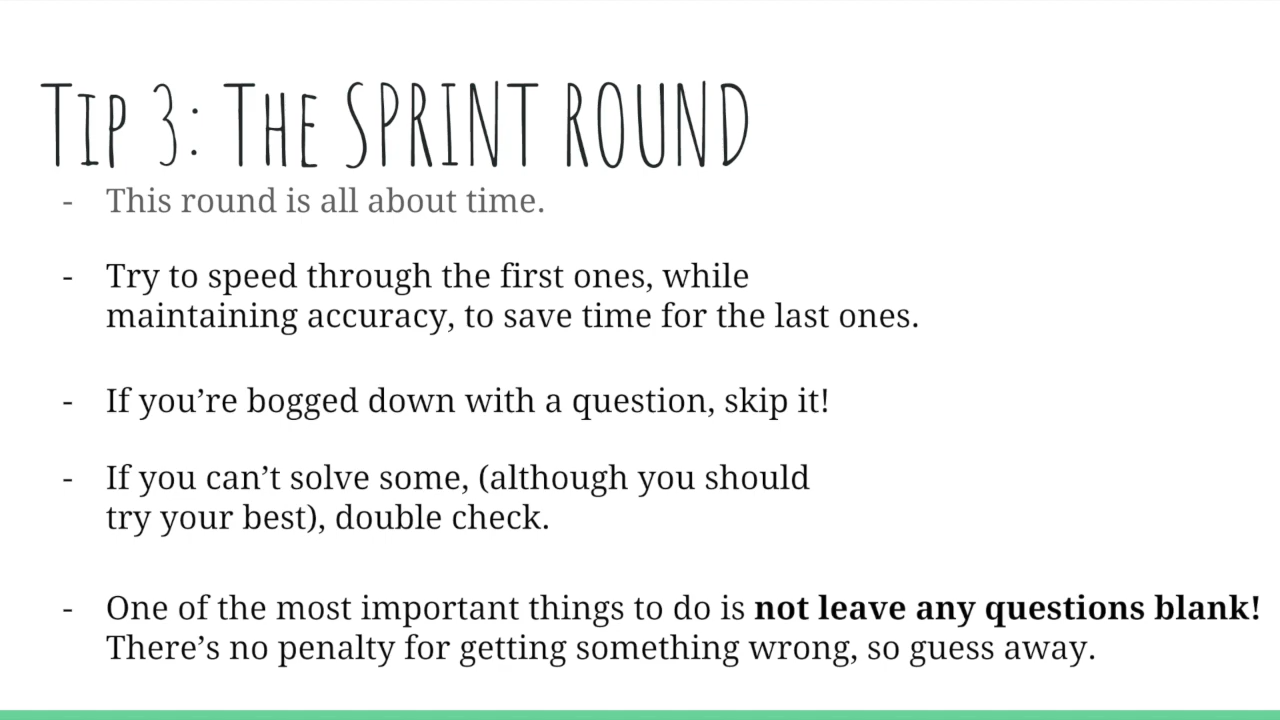 Tip 3: The SPRINT ROUND
- This round is all about time.
- Try to speed through the first ones, while
maintaining accuracy, to save time for the last ones.
- If you’re bogged down with a question, skip it!
- If you can’t solve some, (although you should
try your best), double check.
- One of the most important things to do is not leave any questions blank!
There’s no penalty for getting something wrong, so guess away.